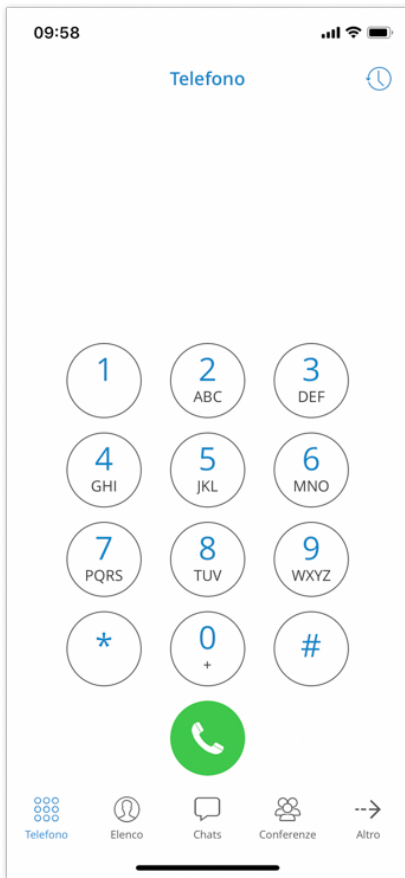 09:58
Telefono
1 2 3
ABC DEF
4 5 6
GHI JKL MNO
7 8 9
PQRS TUV WXYZ
* 0 #
+
Telefono Elenco Chats Conferenze Altro